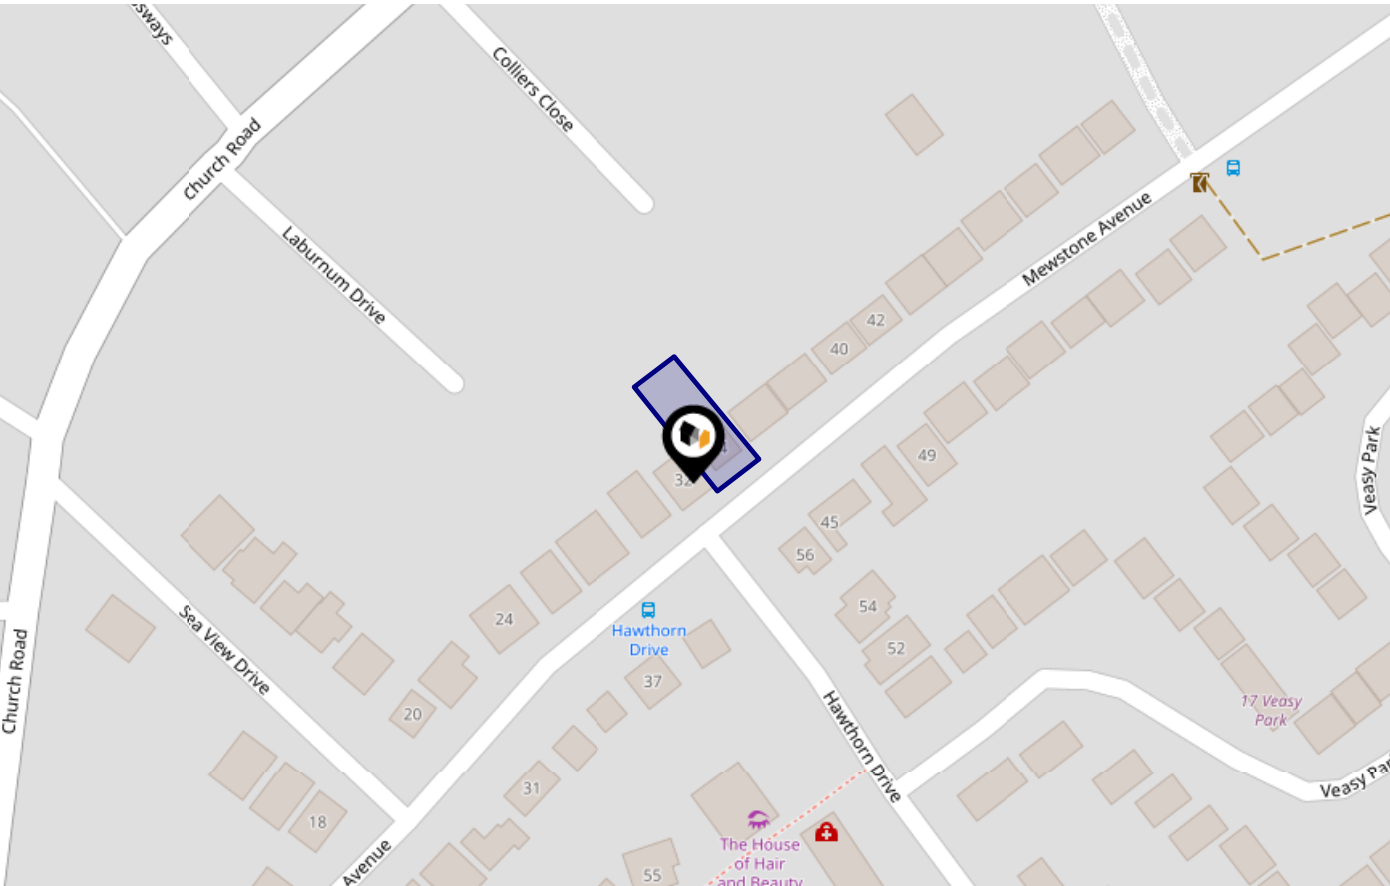 Colliers Close
Church Road
Laburnum Drive
Mewstone Avenue
42
40
32
49
45
56
54
52
24
Hawthorn
Drive
37
Sea View Drive
20
18
31
Church Road
Hawthorn Drive
Veasy Park
17 Veasy
Park
Avenue
The House
of Hair
and Beauty
55